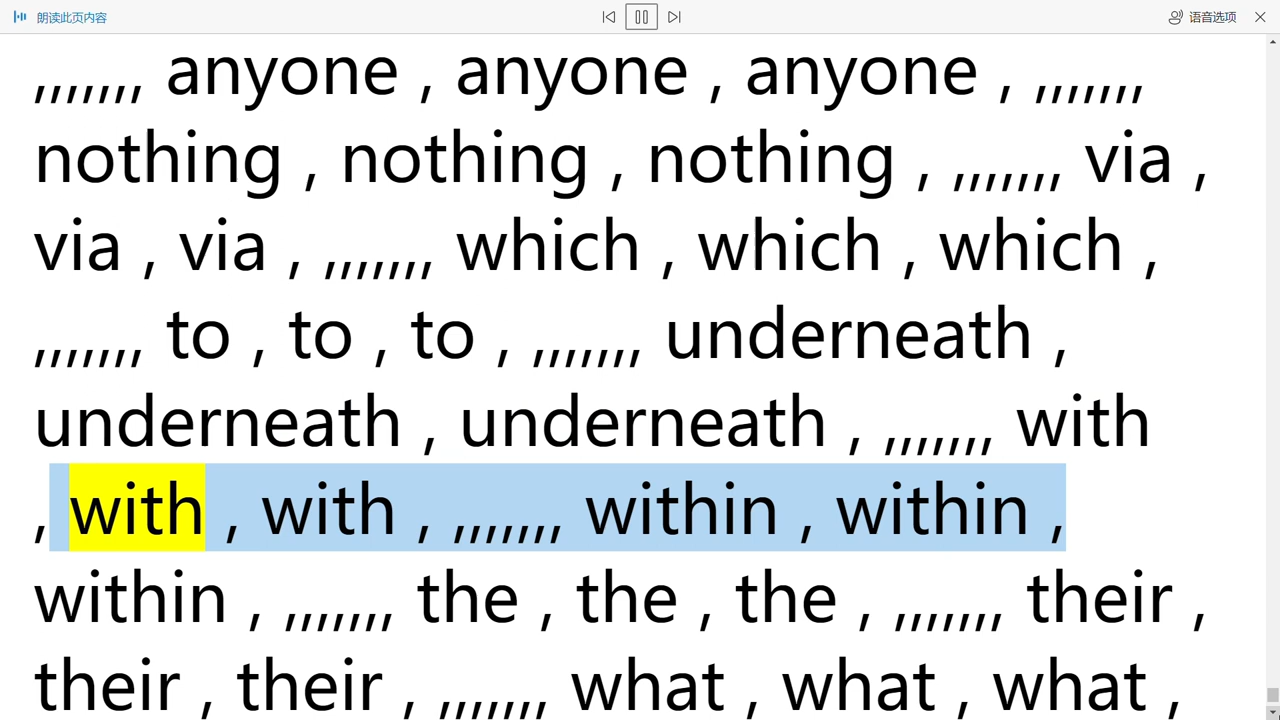 朗读此页内容
语音选项
,,,,,,, anyone , anyone , anyone , ,,,,,,,
nothing , nothing , nothing , ,,,,,,, via ,
via , via , ,,,,,,, which , which , which ,
,,,,,,, to , to , to , ,,,,,,, underneath ,
underneath , underneath , ,,,,,,, with
, with , with , ,,,,,,, within , within ,
within , ,,,,,,, the , the , the , ,,,,,,, their ,
their , their , ,,,,,,, what , what , what ,